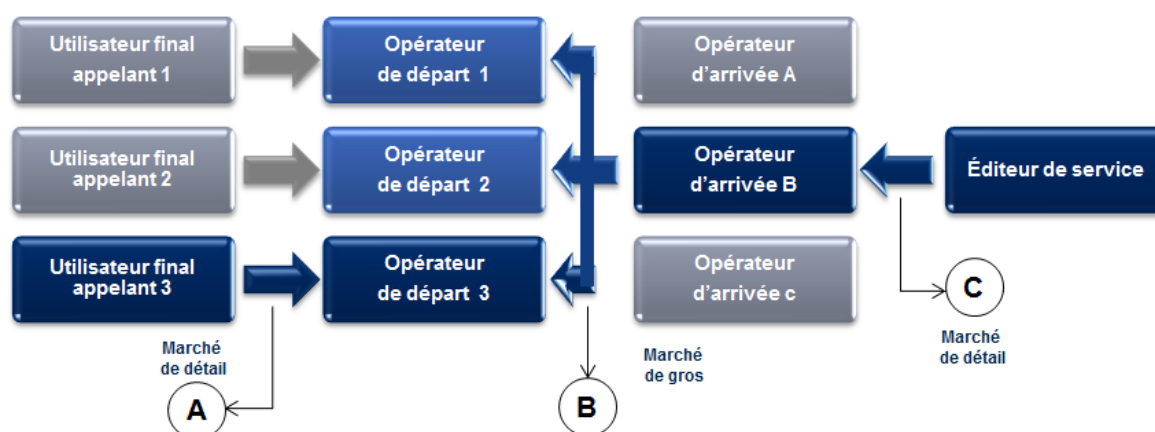 Utilisateur final
appelant 1
Opérateur
de départ 1
Opérateur
d'arrivée A
Utilisateur final
appelant 2
Opérateur
de départ 2
Opérateur
d'arrivée B
Éditeur de service
Utilisateur final
appelant 3
Opérateur
de départ 3
Opérateur
d'arrivée c
C
Marché
de détail
Marché
de gros
Marché
de détail
A
B